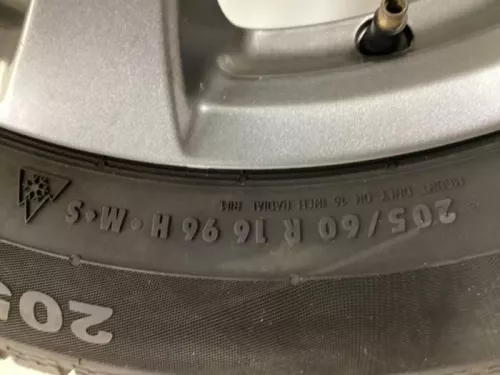 205/60 R 16 96 H • M+S
MOUNT ONLY ON 16 INCH RADIAL RIM
205